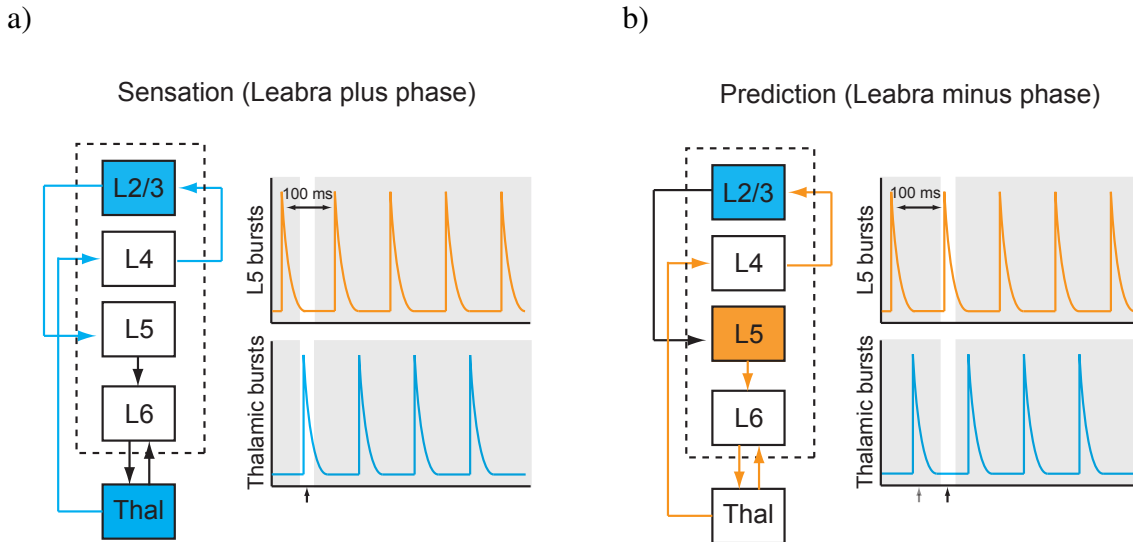 a)
Sensation (Leabra plus phase)
L2/3
L4
L5
L6
Thal
L5 bursts
100 ms
Thalamic bursts
b)
Prediction (Leabra minus phase)
L2/3
L4
L5
L6
Thal
L5 bursts
100 ms
Thalamic bursts